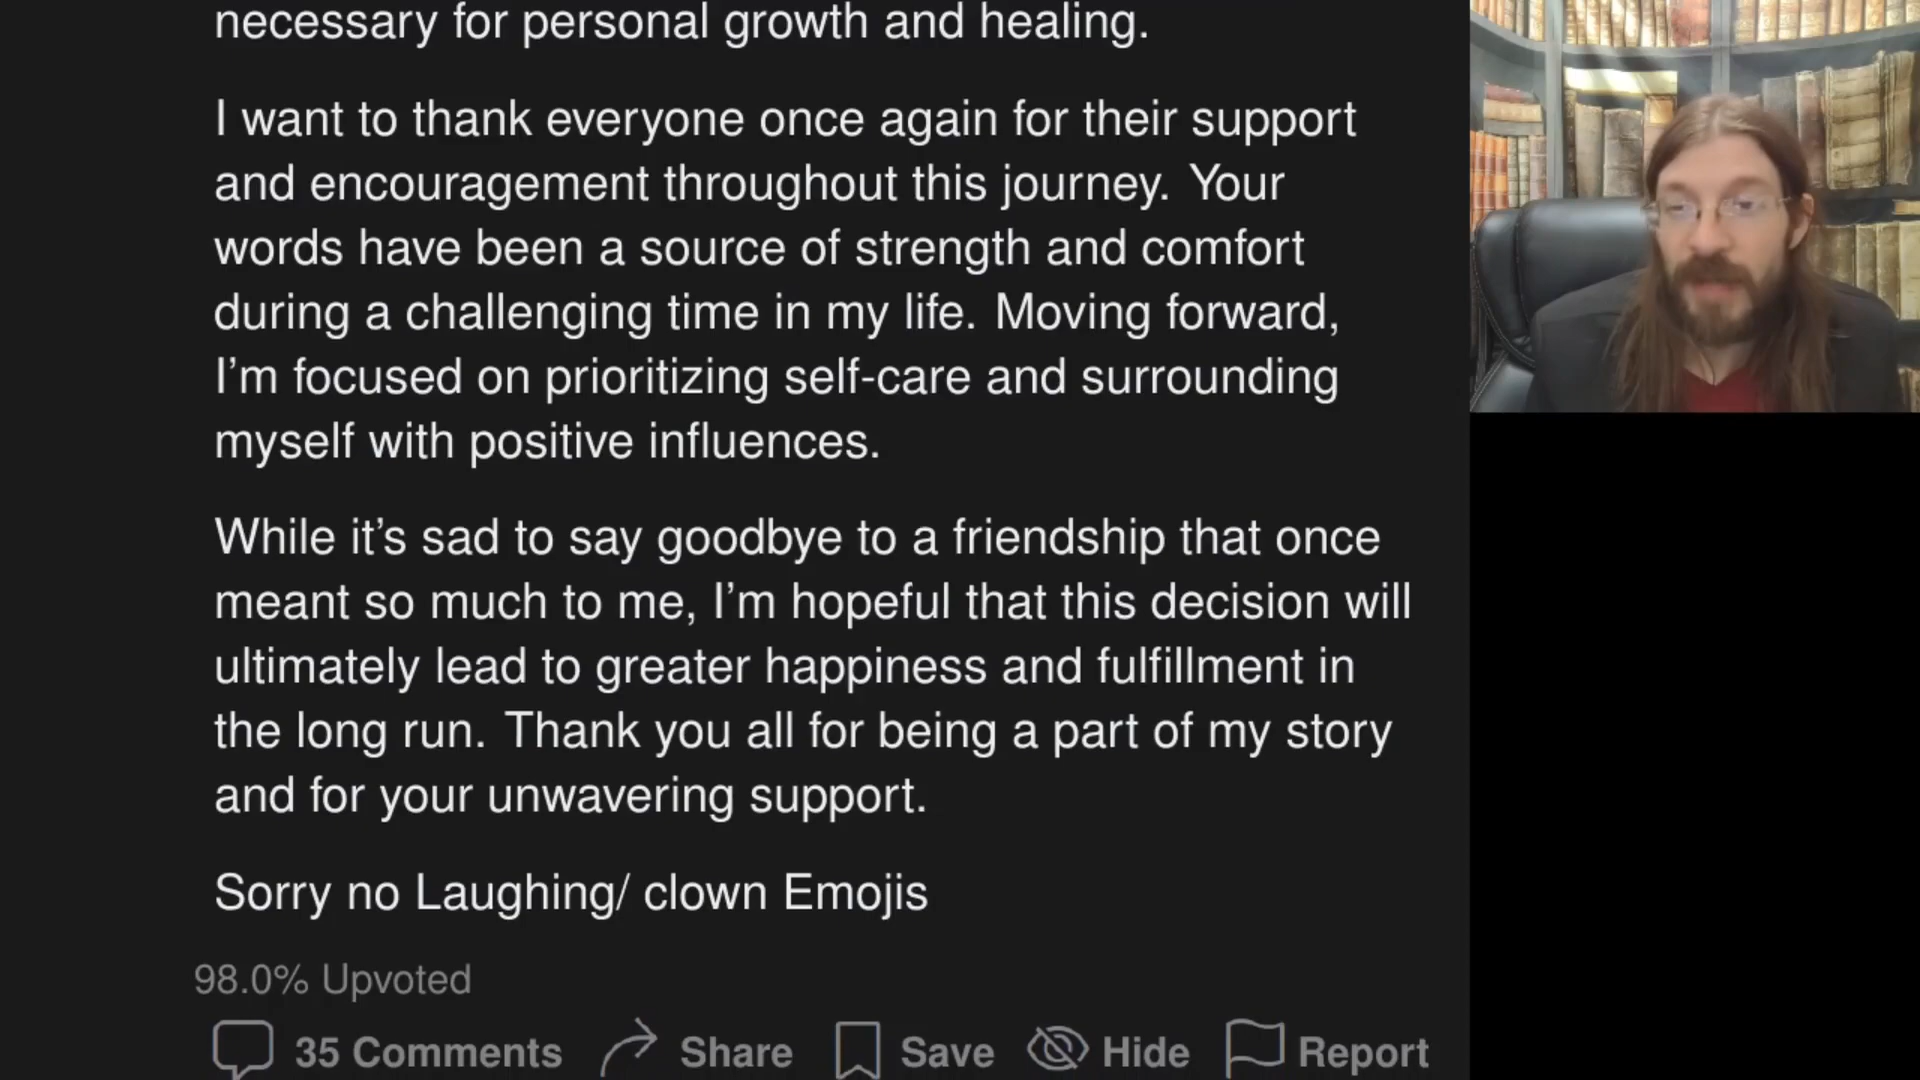 necessary for personal growth and healing.
I want to thank everyone once again for their support
and encouragement throughout this journey. Your
words have been a source of strength and comfort
during a challenging time in my life. Moving forward,
I’m focused on prioritizing self-care and surrounding
myself with positive influences.
While it’s sad to say goodbye to a friendship that once
meant so much to me, I’m hopeful that this decision will
ultimately lead to greater happiness and fulfillment in
the long run. Thank you all for being a part of my story
and for your unwavering support.
Sorry no Laughing/ clown Emojis
98.0% Upvoted
35 Comments Share Save Hide Report